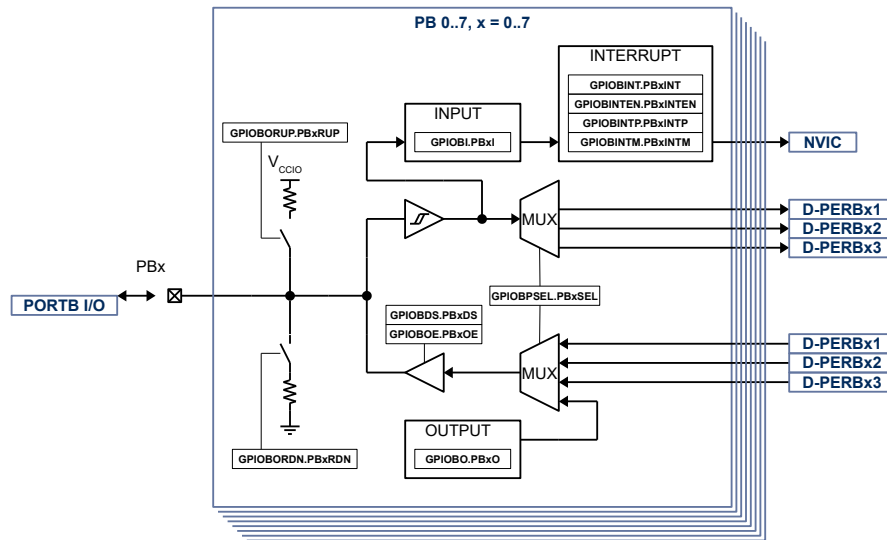 PB 0..7, x = 0..7
INTERRUPT
GPIOBINT.PBxINT
GPIOBINTEN.PBxINTEN
GPIOBINTP.PBxINTP
GPIOBINTM.PBxINTM
INPUT
GPIOBI.PBxI
NVIC
GPIOBORUP.PBxRUP
VCCIO
MUX
D-PERBx1
D-PERBx2
D-PERBx3
PBx
PORTB I/O
GPIOBPSEL.PBxSEL
GPIOBDS.PBxDS
GPIOBOE.PBxOE
MUX
D-PERBx1
D-PERBx2
D-PERBx3
OUTPUT
GPIOBO.PBxO
GPIOBORDN.PBxRDN